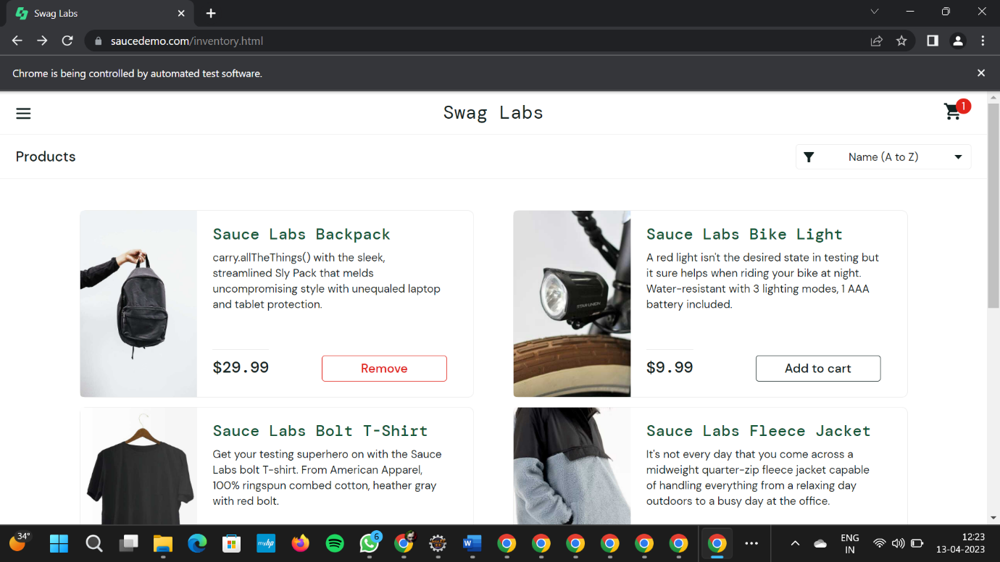 Swag Labs
saucedemo.com/inventory.html
Chrome is being controlled by automated test software.
Swag Labs
1
Products
Name (A to Z)
Sauce Labs Backpack
carry.allTheThings() with the sleek,
streamlined Sly Pack that melds
uncompromising style with unequaled laptop
and tablet protection.
$29.99
Remove
STAR UNION
Sauce Labs Bike Light
A red light isn't the desired state in testing but
it sure helps when riding your bike at night.
Water-resistant with 3 lighting modes, 1 AAA
battery included.
$9.99
Add to cart
Sauce Labs Bolt T-Shirt
Get your testing superhero on with the Sauce
Labs bolt T-shirt. From American Apparel,
100% ringspun combed cotton, heather gray
with red bolt.
Sauce Labs Fleece Jacket
It's not every day that you come across a
midweight quarter-zip fleece jacket capable
of handling everything from a relaxing day
outdoors to a busy day at the office.
34°
myhp
6
W
ENG
IN
12:23
13-04-2023